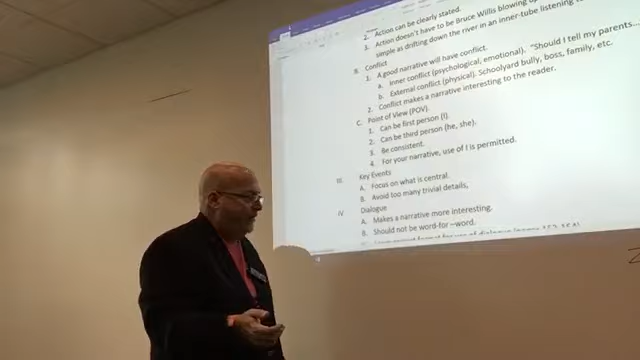 2. Action can be clearly stated.
3. Action doesn't have to be Bruce Willis blowing up
simple as drifting down the river in an inner-tube listening to
B. Conflict
1. A good narrative will have conflict.
a. Inner conflict (psychological, emotional). "Should I tell my parents...
b. External conflict (physical). Schoolyard bully, boss, family, etc.
2. Conflict makes a narrative interesting to the reader.
C. Point of View (POV).
1. Can be first person (I).
2. Can be third person (he, she).
3. Be consistent.
4. For your narrative, use of I is permitted.
III. Key Events
A. Focus on what is central.
B. Avoid too many trivial details,
IV. Dialogue
A. Makes a narrative more interesting.
B. Should not be word-for –word.